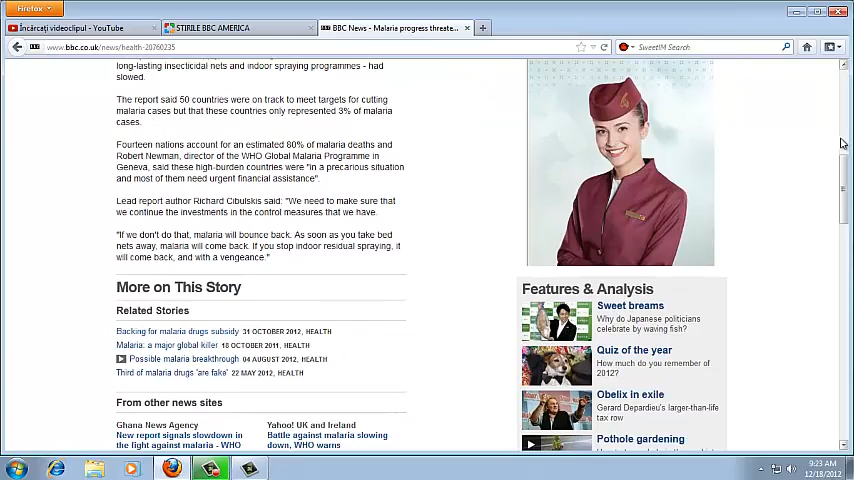 Firefox
Încărcați videoclipul - YouTube
STIRILE BBC AMERICA
BBC News - Malaria progress threate...
www.bbc.co.uk/news/health-20760235
SweetIM Search
long-lasting insecticidal nets and indoor spraying programmes - had
slowed.
The report said 50 countries were on track to meet targets for cutting
malaria cases but that these countries only represented 3% of malaria
cases.
Fourteen nations account for an estimated 80% of malaria deaths and
Robert Newman, director of the WHO Global Malaria Programme in
Geneva, said these high-burden countries were "in a precarious situation
and most of them need urgent financial assistance".
Lead report author Richard Cibulskis said: "We need to make sure that
we continue the investments in the control measures that we have.
"If we don't do that, malaria will bounce back. As soon as you take bed
nets away, malaria will come back. If you stop indoor residual spraying, it
will come back, and with a vengeance."
More on This Story
Related Stories
Backing for malaria drugs subsidy 31 OCTOBER 2012, HEALTH
Malaria: a major global killer 18 OCTOBER 2011, HEALTH
Possible malaria breakthrough 04 AUGUST 2012, HEALTH
Third of malaria drugs 'are fake' 22 MAY 2012, HEALTH
From other news sites
Ghana News Agency
New report signals slowdown in
the fight against malaria - WHO
Yahoo! UK and Ireland
Battle against malaria slowing
down, WHO warns
Features & Analysis
Sweet breams
Why do Japanese politicians
celebrate by waving fish?
Quiz of the year
How much do you remember of
2012?
Obelix in exile
Gerard Depardieu's larger-than-life
tax row
Pothole gardening
9:23 AM
12/18/2012